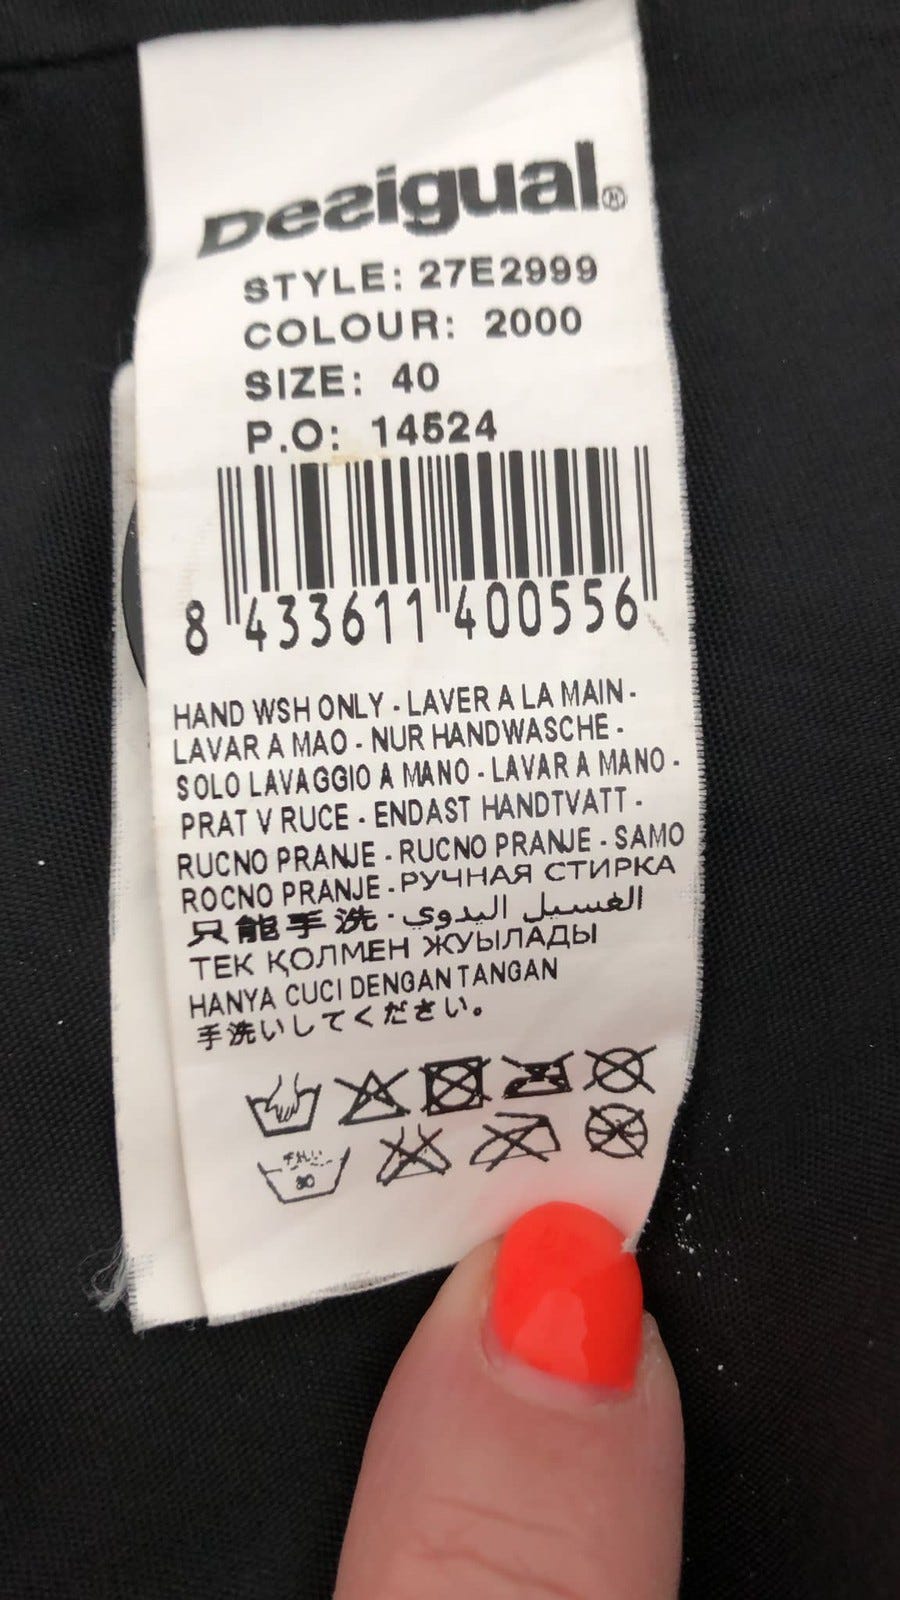 Desigual®
STYLE: 27E2999
COLOUR: 2000
SIZE: 40
P.O: 14524
8 433611 400556
HAND WSH ONLY - LAVER A LA MAIN -
LAVAR A MAO - NUR HANDWASCHE -
SOLO LAVAGGIO A MANO - LAVAR A MANO -
PRAT V RUCE - ENDAST HANDTVATT -
RUCNO PRANJE - RUCNO PRANJE - SAMO
ROCNO PRANJE - РУЧНАЯ СТИРКА
只能手洗 · الغسيل اليدوي
ТЕК ҚОЛМЕН ЖУЫЛАДЫ
HANYA CUCI DENGAN TANGAN
手洗いしてください。